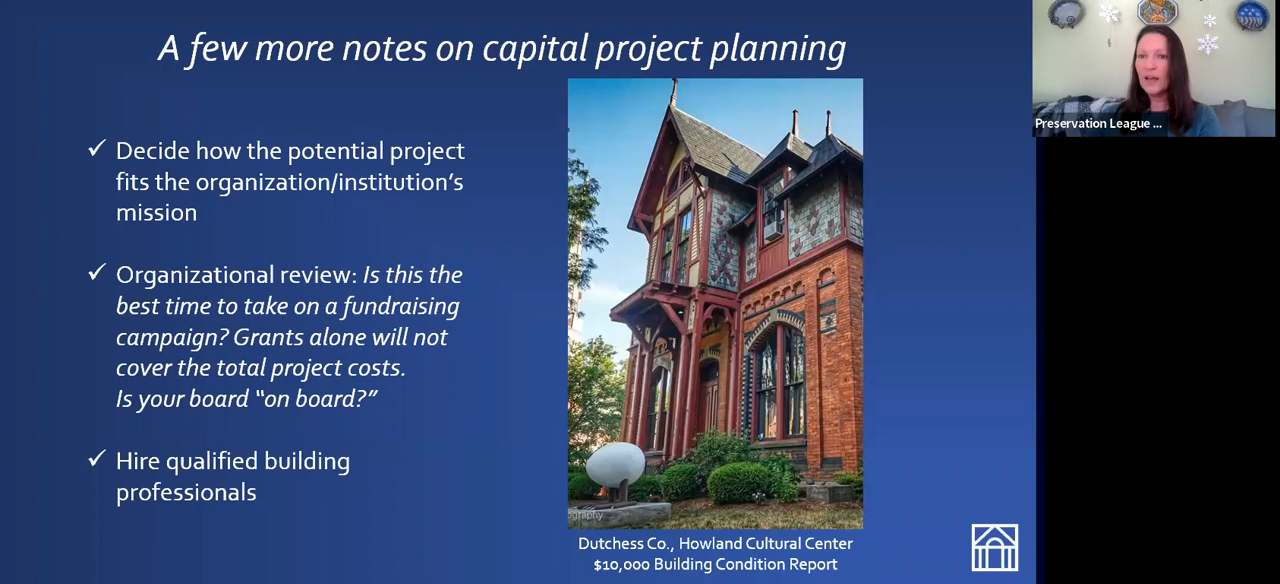 A few more notes on capital project planning
Preservation League ...
✓ Decide how the potential project
fits the organization/institution's
mission
✓ Organizational review: Is this the
best time to take on a fundraising
campaign? Grants alone will not
cover the total project costs.
Is your board “on board?”
✓ Hire qualified building
professionals
ography
Dutchess Co., Howland Cultural Center
$10,000 Building Condition Report